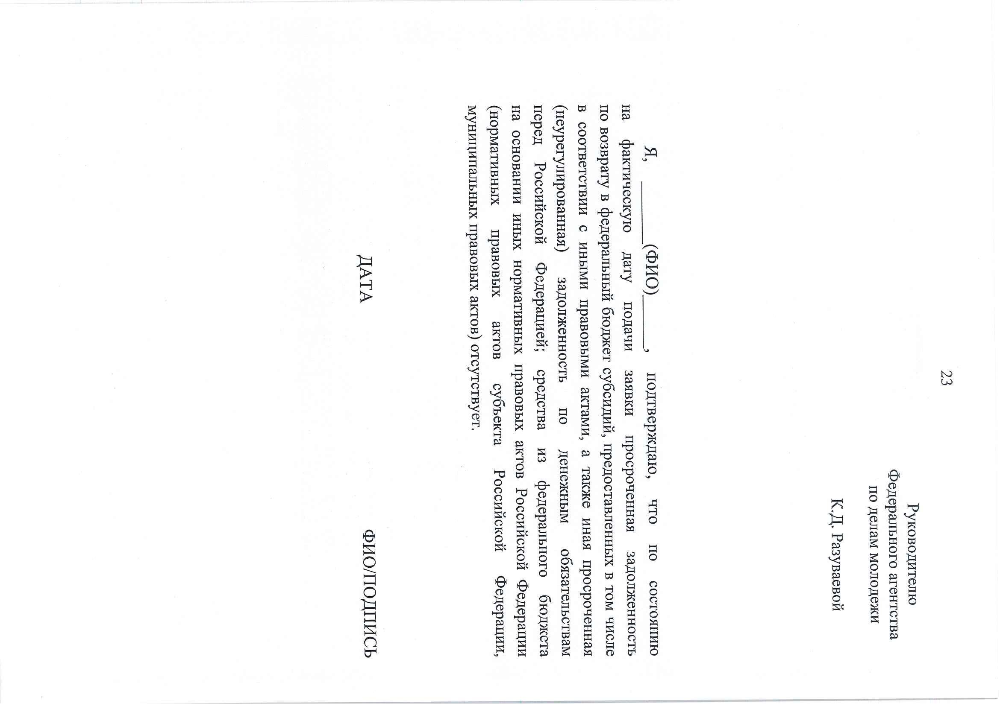 23
Руководителю
Федерального агентства
по делам молодежи
К.Д. Разуваевой
Я, _______(ФИО)______, подтверждаю, что по состоянию
на фактическую дату подачи заявки просроченная задолженность
по возврату в федеральный бюджет субсидий, предоставленных в том числе
в соответствии с иными правовыми актами, а также иная просроченная
(неурегулированная) задолженность по денежным обязательствам
перед Российской Федерацией; средства из федерального бюджета
на основании иных нормативных правовых актов Российской Федерации
(нормативных правовых актов субъекта Российской Федерации,
муниципальных правовых актов) отсутствует.
ДАТА ФИО/ПОДПИСЬ